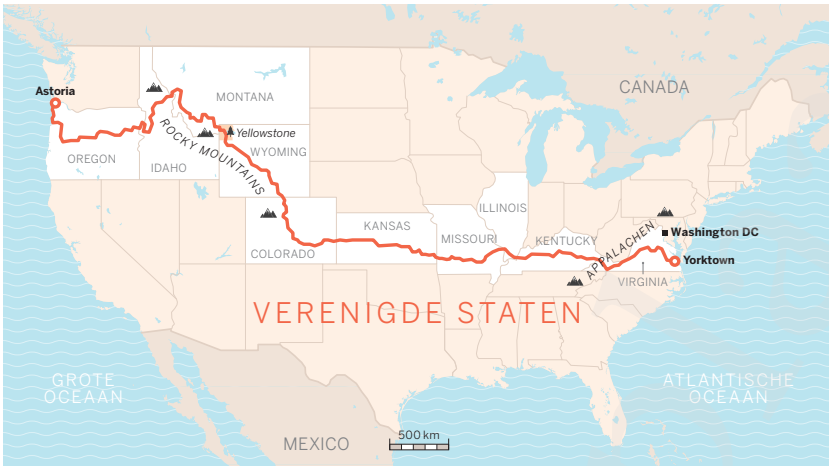 CANADA
Astoria
MONTANA
Yellowstone
ROCKY MOUNTAINS
WYOMING
OREGON
IDAHO
ILLINOIS
KANSAS
MISSOURI
KENTUCKY
APPALACHEN
Washington DC
COLORADO
Yorktown
VIRGINIA
VERENIGDE STATEN
GROTE
OCEAAN
ATLANTISCHE
OCEAAN
500 km
MEXICO